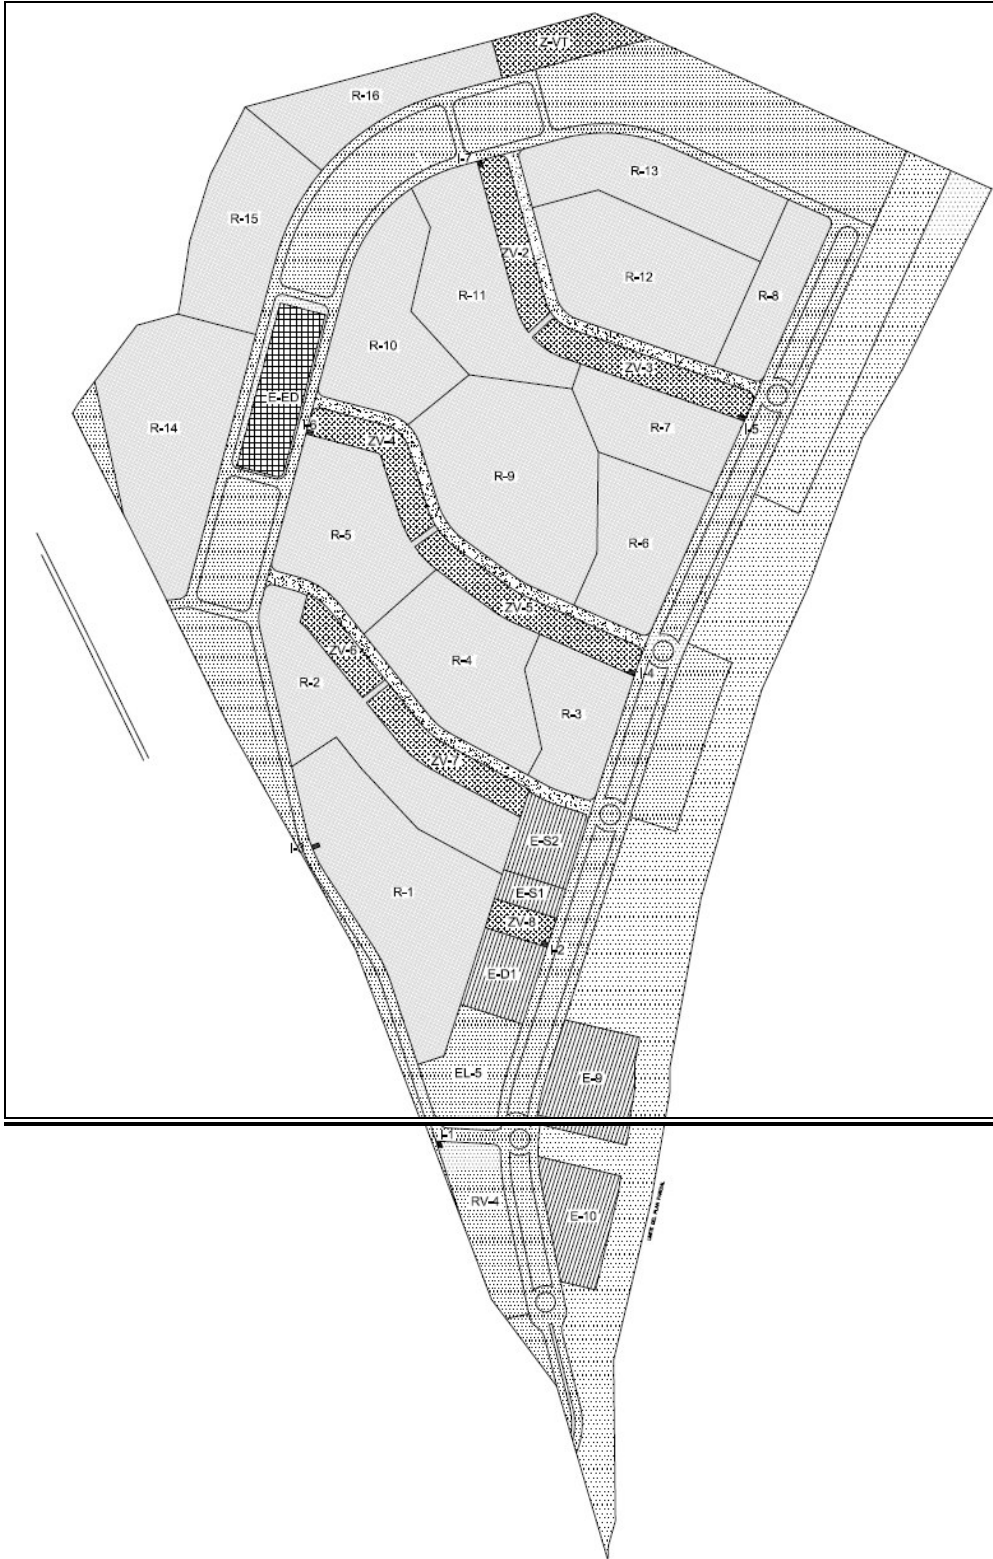 Z-VT
R-16
I-7
R-13
R-15
ZV-2
R-12
R-11
R-8
R-10
ZV-3
E-ED
R-14
I-6
ZV-4
R-7
I-5
R-9
R-5
R-6
ZV-5
ZV-6
R-4
I-4
R-2
R-3
ZV-7
E-S2
I-3
R-1
E-S1
ZV-8
I-2
E-D1
EL-5
E-9
I-1
RV-4
E-10